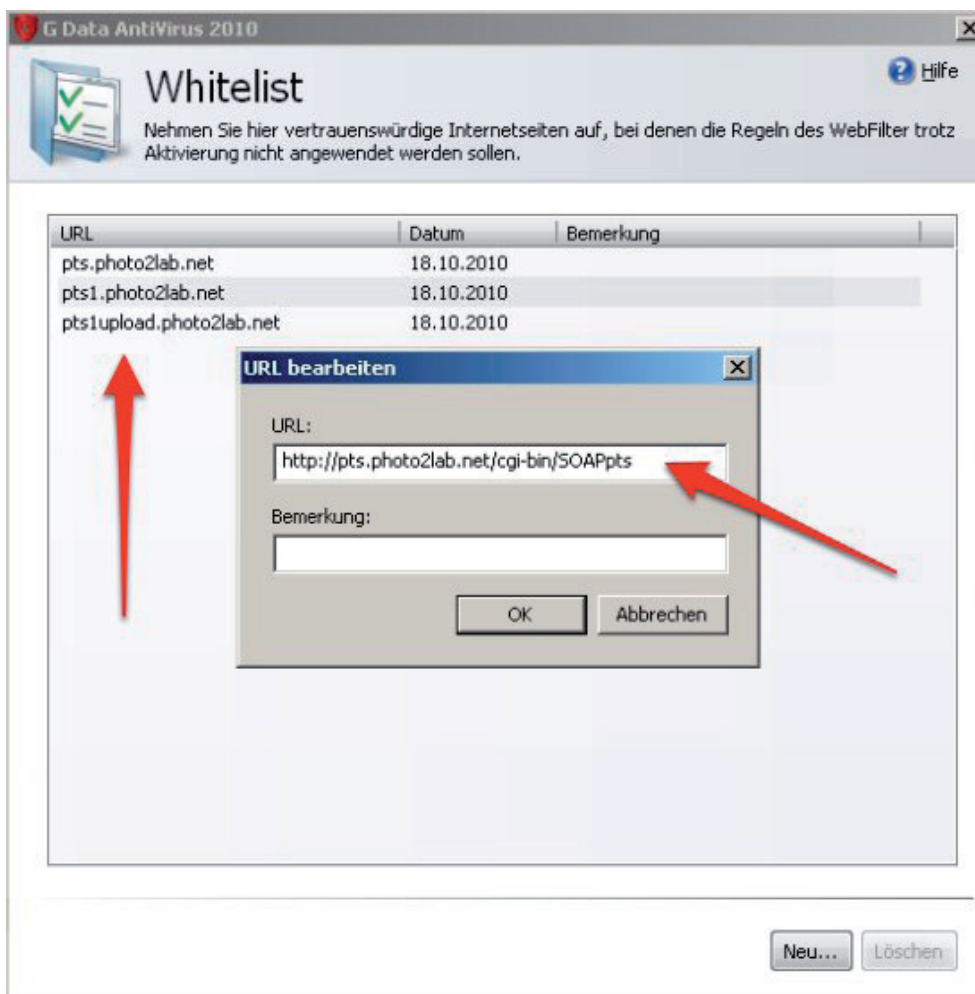 G Data AntiVirus 2010
Whitelist
Hilfe
Nehmen Sie hier vertrauenswürdige Internetseiten auf, bei denen die Regeln des WebFilter trotz
Aktivierung nicht angewendet werden sollen.
URL Datum Bemerkung
pts.photo2lab.net 18.10.2010
pts1.photo2lab.net 18.10.2010
pts1upload.photo2lab.net 18.10.2010
URL bearbeiten
URL:
http://pts.photo2lab.net/cgi-bin/SOAPpts
Bemerkung:
OK Abbrechen
Neu... Löschen